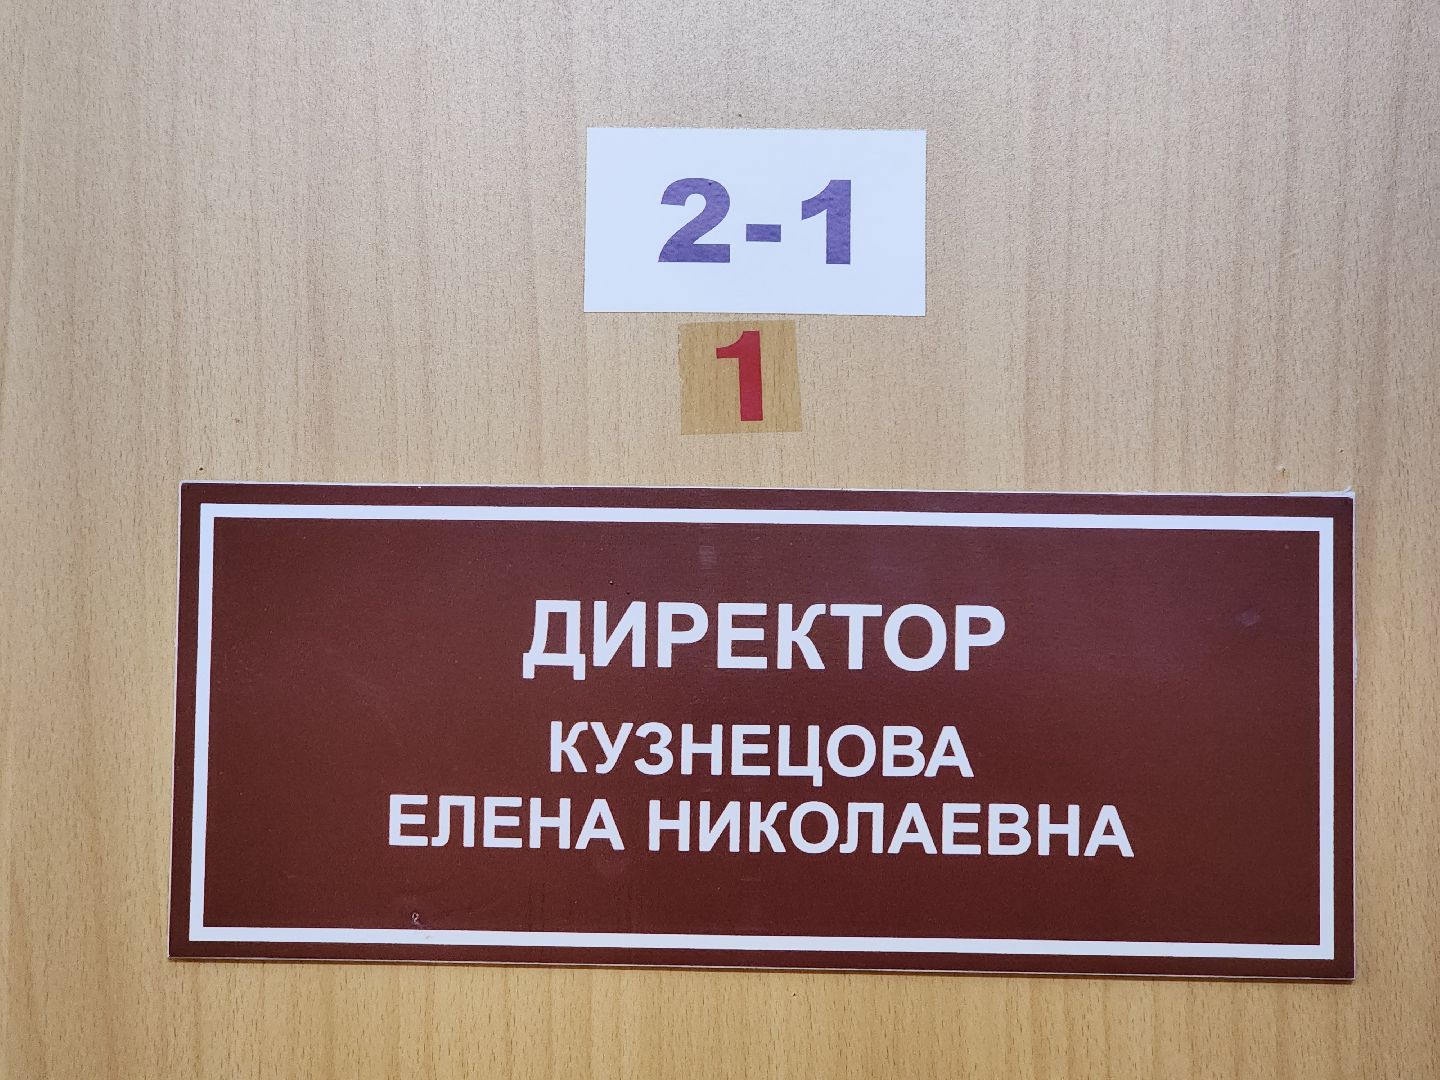 2-1
1
ДИРЕКТОР
КУЗНЕЦОВА
ЕЛЕНА НИКОЛАЕВНА